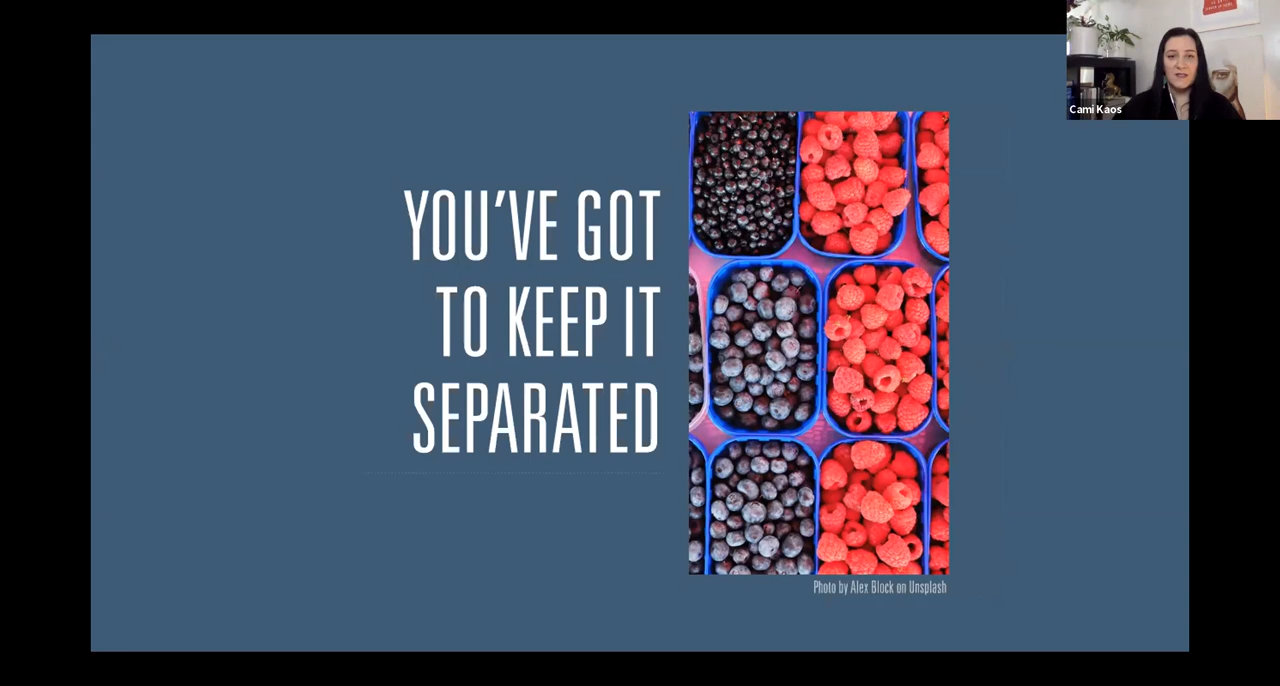 YOU'VE GOT
TO KEEP IT
SEPARATED
Photo by Alex Block on Unsplash
Cami Kaos